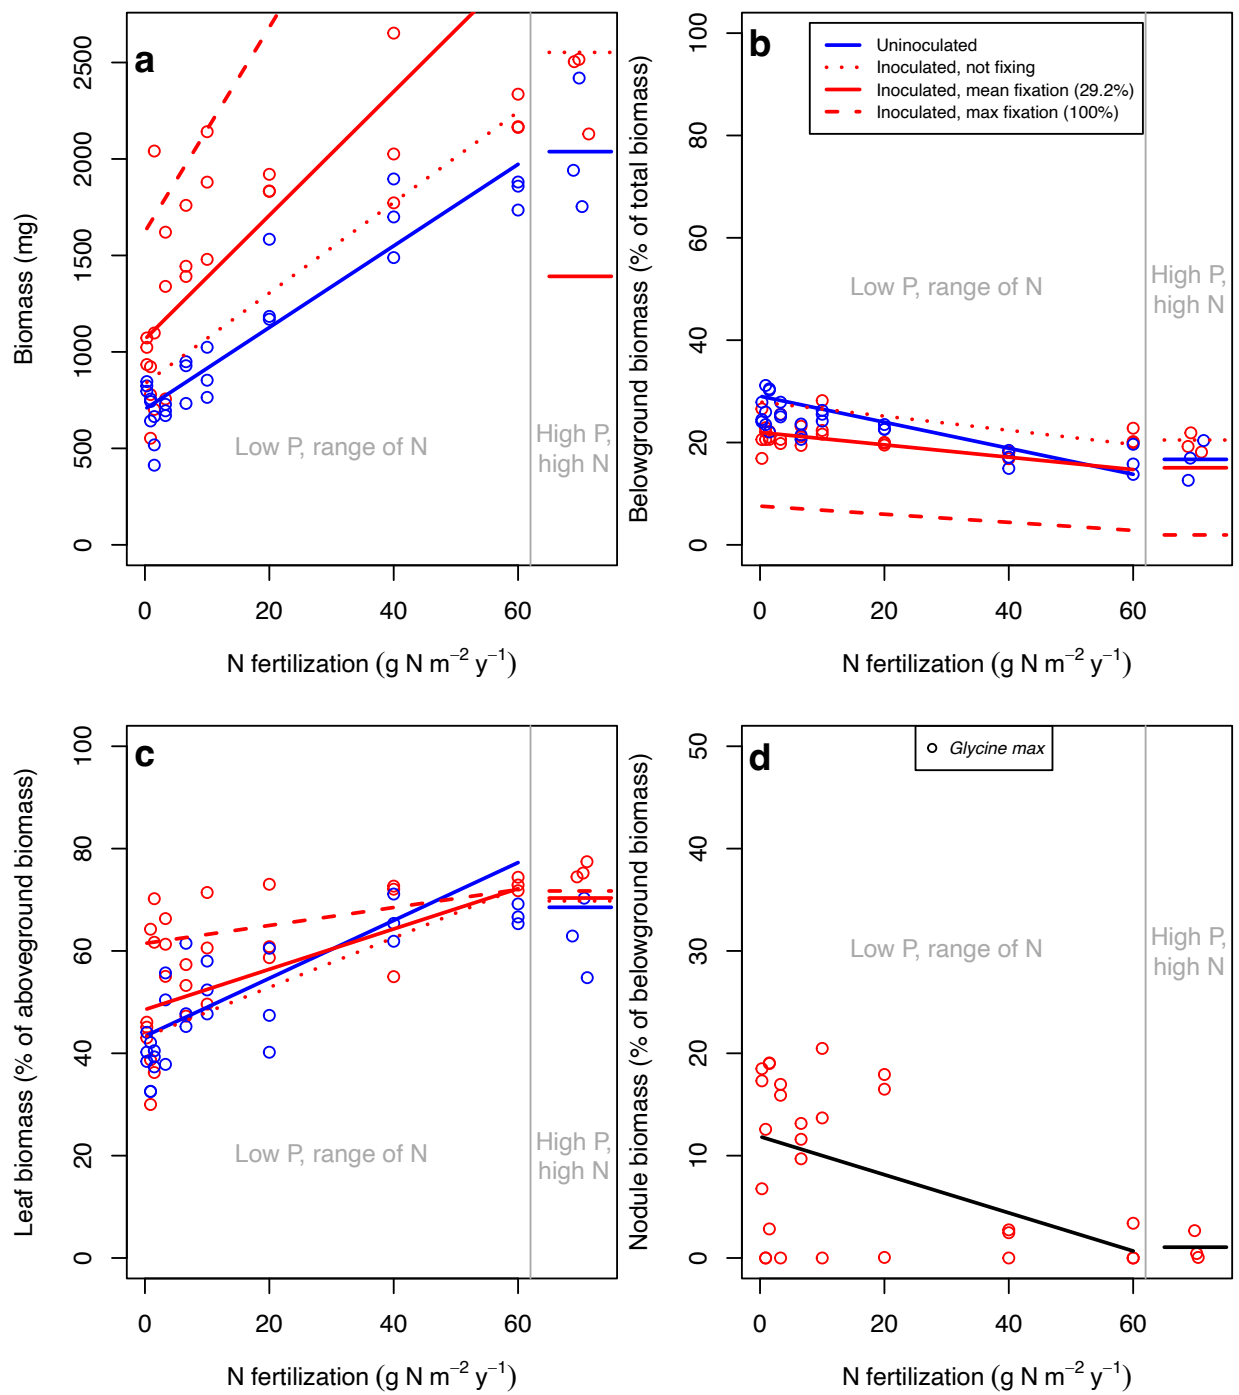 a
Biomass (mg)
2500
2000
1500
1000
500
0
Low P, range of N
High P,
high N
0 20 40 60
N fertilization (g N m⁻² y⁻¹)
b
Uninoculated
Inoculated, not fixing
Inoculated, mean fixation (29.2%)
Inoculated, max fixation (100%)
Belowground biomass (% of total biomass)
100
80
60
40
20
0
Low P, range of N
High P,
high N
0 20 40 60
N fertilization (g N m⁻² y⁻¹)
c
Leaf biomass (% of aboveground biomass)
100
80
60
40
20
0
Low P, range of N
High P,
high N
0 20 40 60
N fertilization (g N m⁻² y⁻¹)
d
Glycine max
Nodule biomass (% of belowground biomass)
50
40
30
20
10
0
Low P, range of N
High P,
high N
0 20 40 60
N fertilization (g N m⁻² y⁻¹)